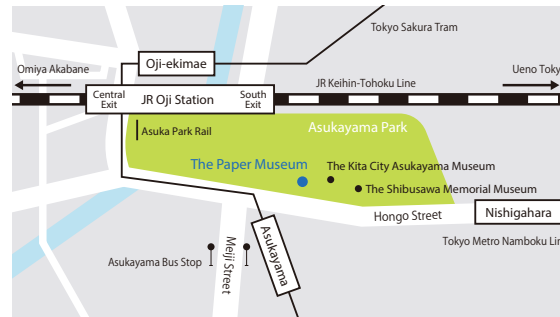 Tokyo Sakura Tram
Oji-ekimae
Omiya Akabane
Ueno Toky
JR Keihin-Tohoku Line
Central
Exit
JR Oji Station
South
Exit
Asuka Park Rail
Asukayama Park
The Paper Museum
The Kita City Asukayama Museum
The Shibusawa Memorial Museum
Hongo Street
Nishigahara
Tokyo Metro Namboku Lin
Asukayama Bus Stop
Meiji Street
Asukayama